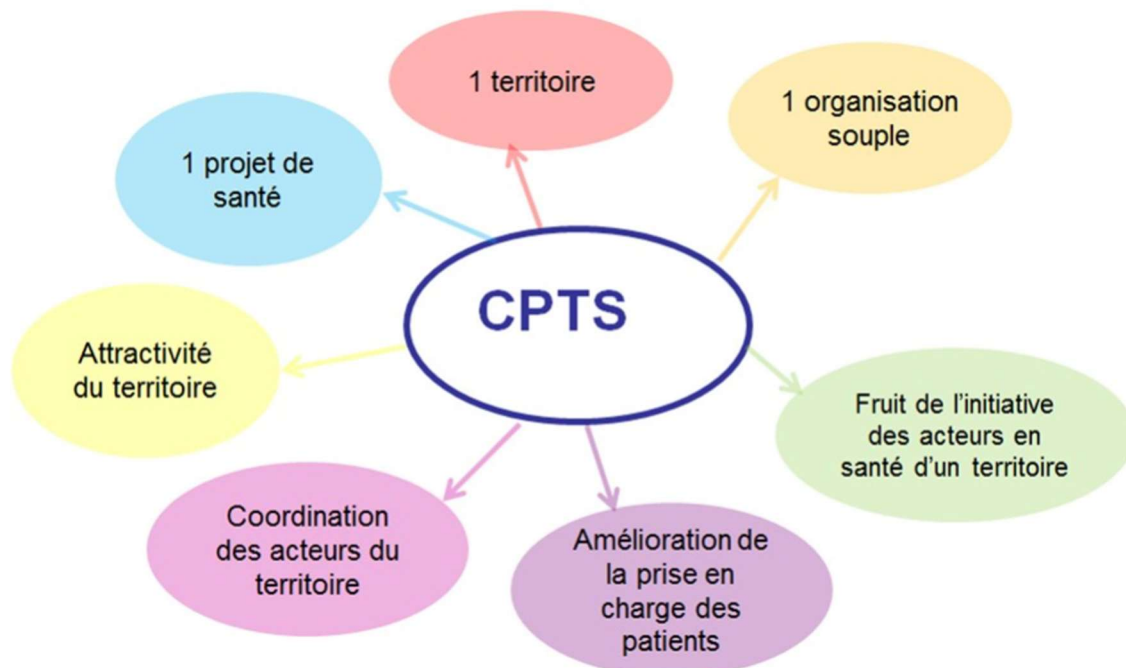 1 territoire
1 organisation
souple
1 projet de
santé
CPTS
Attractivité
du territoire
Fruit de l’initiative
des acteurs en
santé d’un territoire
Coordination
des acteurs du
territoire
Amélioration de
la prise en
charge des
patients